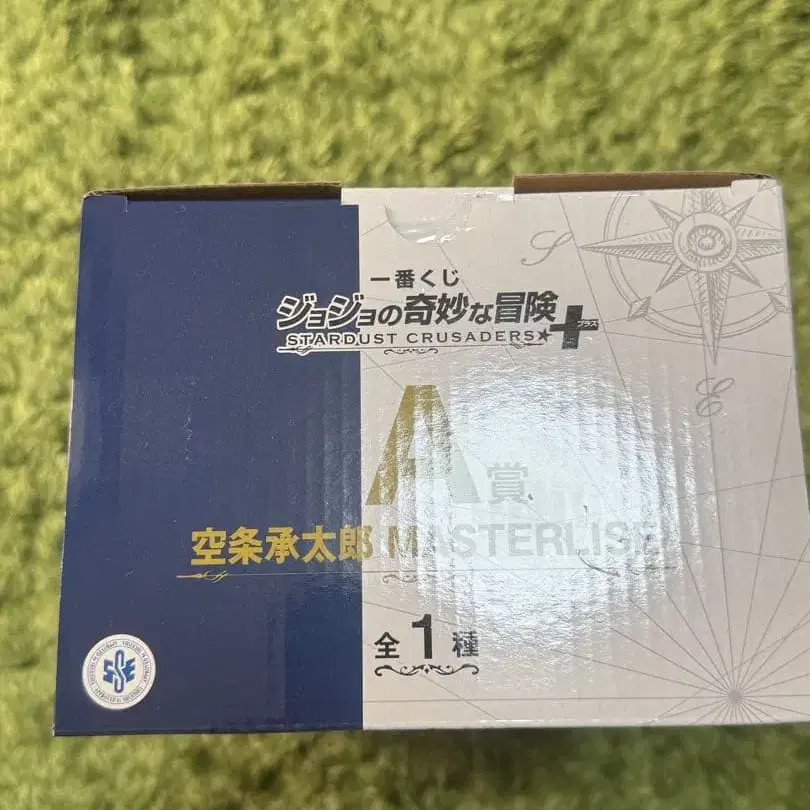 一番くじ
ジョジョの奇妙な冒険
STARDUST CRUSADERS★+
プラス
S
E
A賞
空条承太郎 MASTERLISE
全1種